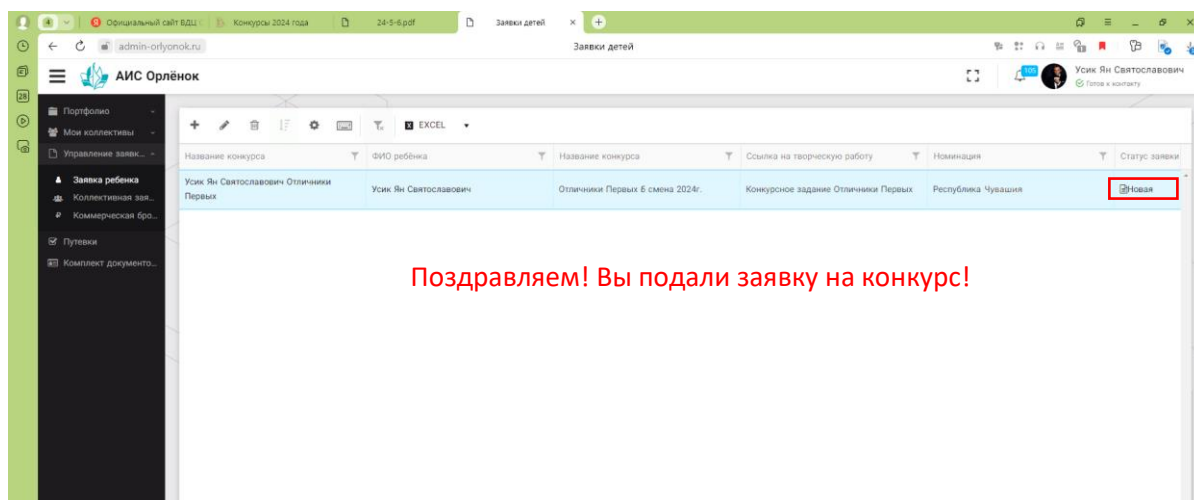 4
Официальный сайт ВДЦ
Конкурсы 2024 года
24-5-6.pdf
Заявки детей
admin-orlyonok.ru
Заявки детей
28
АИС Орлёнок
105
Усик Ян Святославович
Готов к контакту
Портфолио
Мои коллективы
Управление заявк...
Заявка ребенка
Коллективная зая...
Коммерческая бро...
Путевки
Комплект документо...
EXCEL
Название конкурса
ФИО ребёнка
Название конкурса
Ссылка на творческую работу
Номинация
Статус заявки
Усик Ян Святославович Отличники
Первых
Усик Ян Святославович
Отличники Первых 6 смена 2024г.
Конкурсное задание Отличники Первых
Республика Чувашия
Новая
Поздравляем! Вы подали заявку на конкурс!